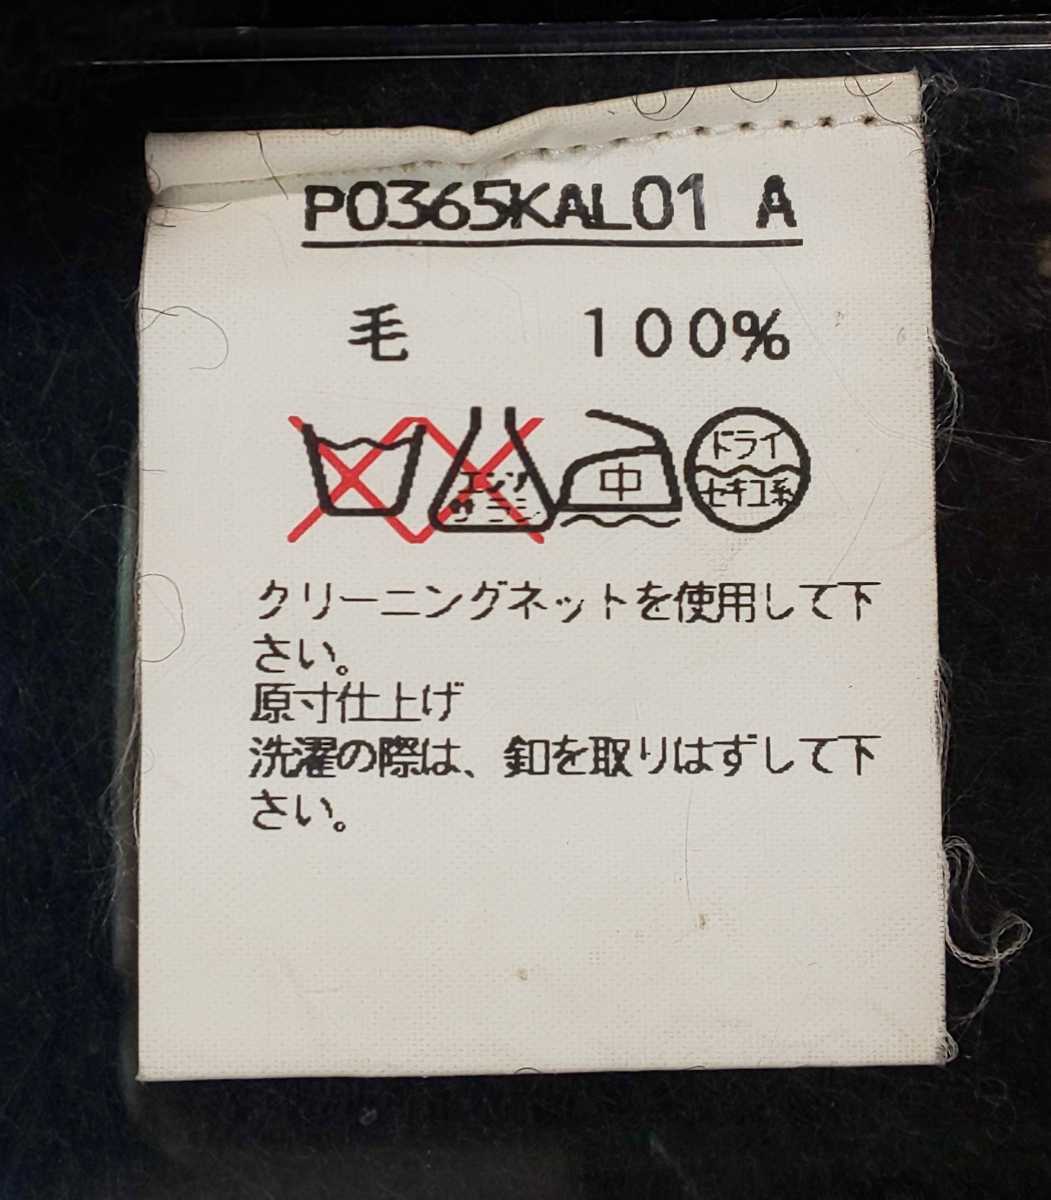 P0365KAL01 A
毛 100%
エンソ
サラシ
中
ドライ
セキユ系
クリーニングネットを使用して下
さい。
原寸仕上げ
洗濯の際は、釦を取りはずして下
さい。